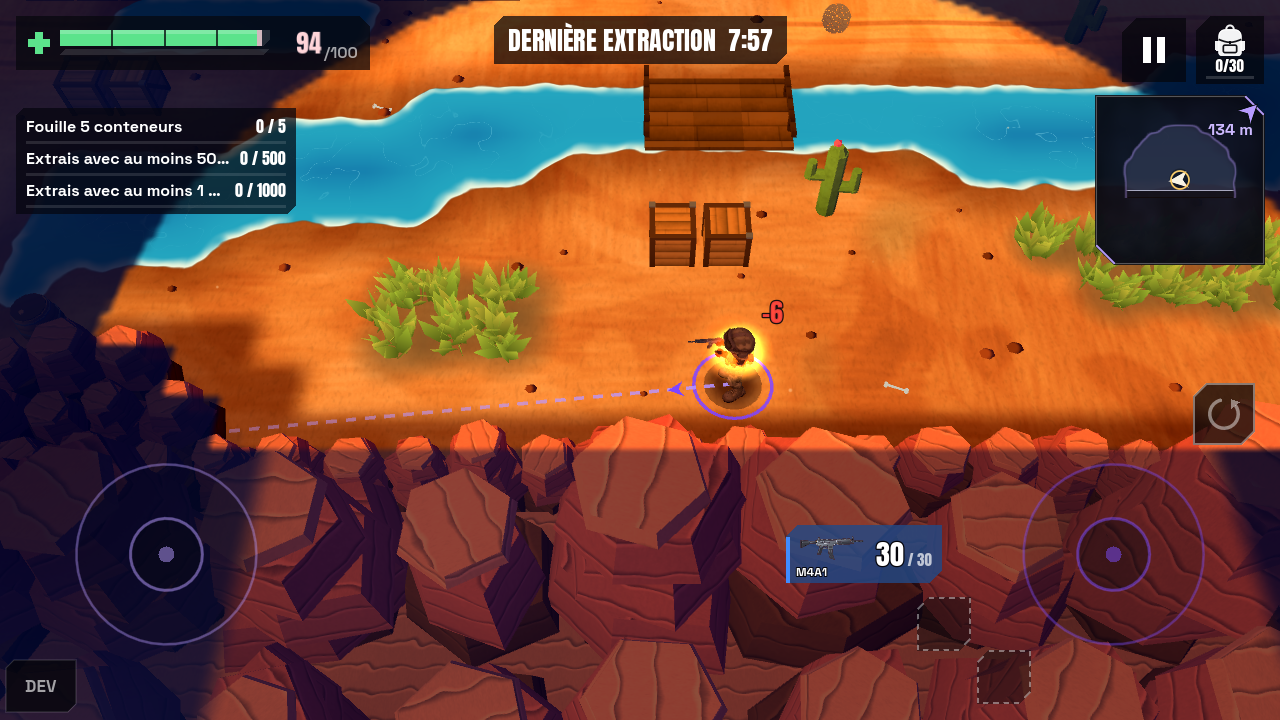 94/100
DERNIÈRE EXTRACTION 7:57
0/30
Fouille 5 conteneurs 0 / 5
Extrais avec au moins 50... 0 / 500
Extrais avec au moins 1 ... 0 / 1000
134 m
-6
30 / 30
M4A1
DEV